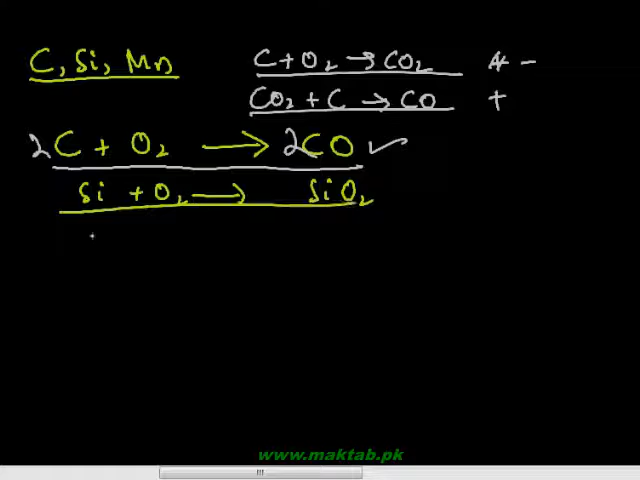 C, Si, Mn
C + O₂ → CO₂ * −
CO₂ + C → CO +
2C + O₂ → 2CO ✓
Si + O₂ → SiO₂
www.maktab.pk